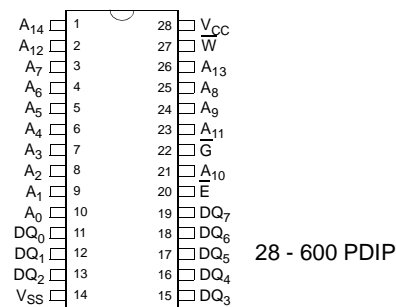 A14 1 28 VCC
A12 2 27 W̅
A7 3 26 A13
A6 4 25 A8
A5 5 24 A9
A4 6 23 A11
A3 7 22 G̅
A2 8 21 A10
A1 9 20 E̅
A0 10 19 DQ7
DQ0 11 18 DQ6
DQ1 12 17 DQ5
DQ2 13 16 DQ4
VSS 14 15 DQ3
28 - 600 PDIP